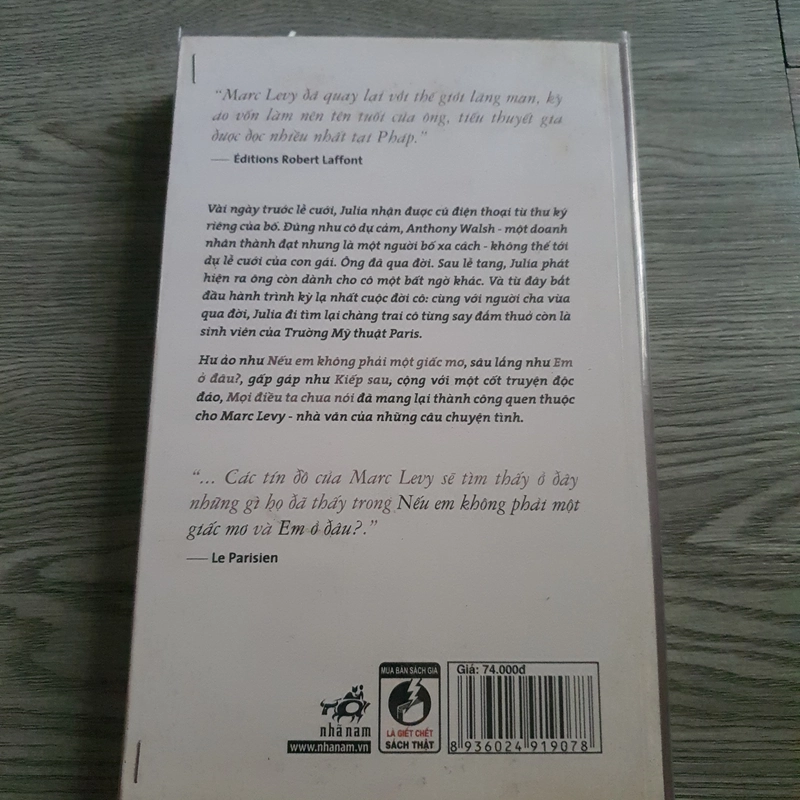 “Marc Levy đã quay lại với thế giới lãng mạn, kỳ
ảo vốn làm nên tên tuổi của ông, tiểu thuyết gia
được đọc nhiều nhất tại Pháp.”
— Éditions Robert Laffont
Vài ngày trước lễ cưới, Julia nhận được cú điện thoại từ thư ký
riêng của bố. Đúng như cô dự cảm, Anthony Walsh - một doanh
nhân thành đạt nhưng là một người bố xa cách - không thể tới
dự lễ cưới của con gái. Ông đã qua đời. Sau lễ tang, Julia phát
hiện ra ông còn dành cho cô một bất ngờ khác. Và từ đây bắt
đầu hành trình kỳ lạ nhất cuộc đời cô: cùng với người cha vừa
qua đời, Julia đi tìm lại chàng trai cô từng say đắm thuở còn là
sinh viên của Trường Mỹ thuật Paris.
Hư ảo như Nếu em không phải một giấc mơ, sâu lắng như Em
ở đâu?, gấp gáp như Kiếp sau, cộng với một cốt truyện độc
đáo, Mọi điều ta chưa nói đã mang lại thành công quen thuộc
cho Marc Levy - nhà văn của những câu chuyện tình.
“... Các tín đồ của Marc Levy sẽ tìm thấy ở đây
những gì họ đã thấy trong Nếu em không phải một
giấc mơ và Em ở đâu?.”
— Le Parisien
nhã nam
www.nhanam.vn
MUA BÁN SÁCH GIẢ
LÀ GIẾT CHẾT
SÁCH THẬT
Giá: 74.000đ
8 936024 919078